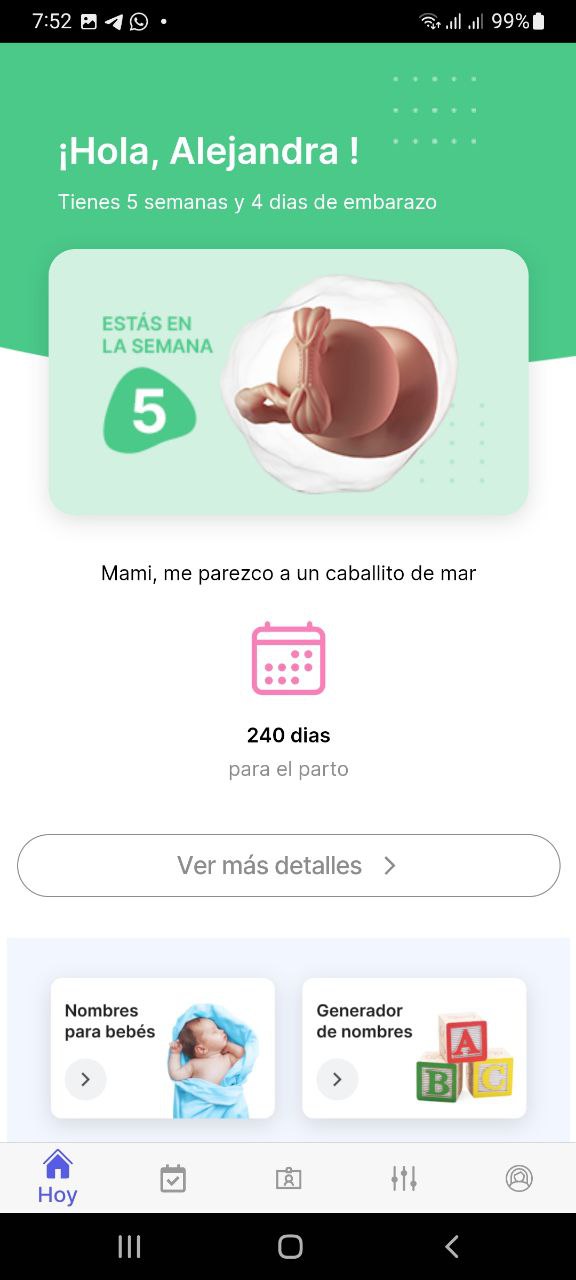 7:52
99%
¡Hola, Alejandra !
Tienes 5 semanas y 4 dias de embarazo
ESTÁS EN
LA SEMANA
5
Mami, me parezco a un caballito de mar
240 dias
para el parto
Ver más detalles
Nombres
para bebés
Generador
de nombres
A
B
C
Hoy